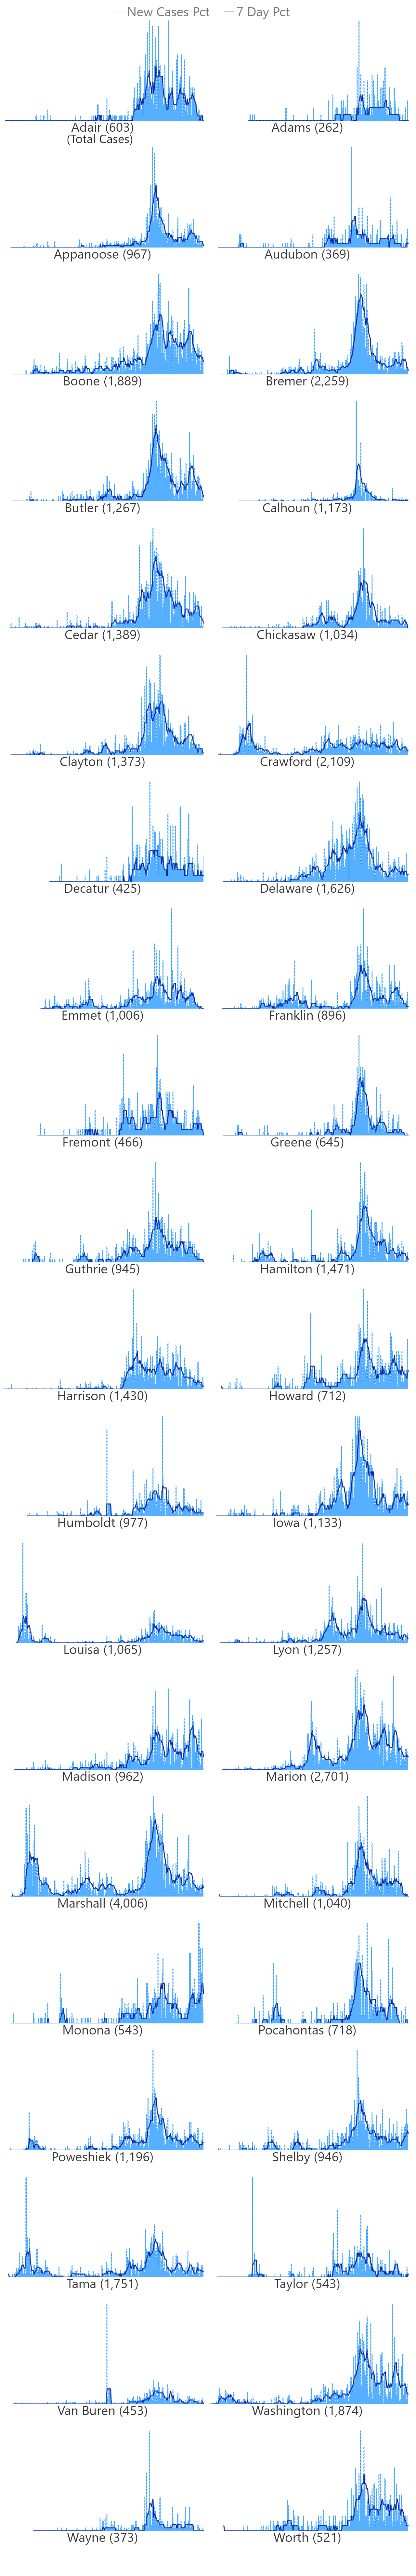 New Cases Pct 7 Day Pct
Adair (603)
(Total Cases)
Adams (262)
Appanoose (967)
Audubon (369)
Boone (1,889)
Bremer (2,259)
Butler (1,267)
Calhoun (1,173)
Cedar (1,389)
Chickasaw (1,034)
Clayton (1,373)
Crawford (2,109)
Decatur (425)
Delaware (1,626)
Emmet (1,006)
Franklin (896)
Fremont (466)
Greene (645)
Guthrie (945)
Hamilton (1,471)
Harrison (1,430)
Howard (712)
Humboldt (977)
Iowa (1,133)
Louisa (1,065)
Lyon (1,257)
Madison (962)
Marion (2,701)
Marshall (4,006)
Mitchell (1,040)
Monona (543)
Pocahontas (718)
Poweshiek (1,196)
Shelby (946)
Tama (1,751)
Taylor (543)
Van Buren (453)
Washington (1,874)
Wayne (373)
Worth (521)